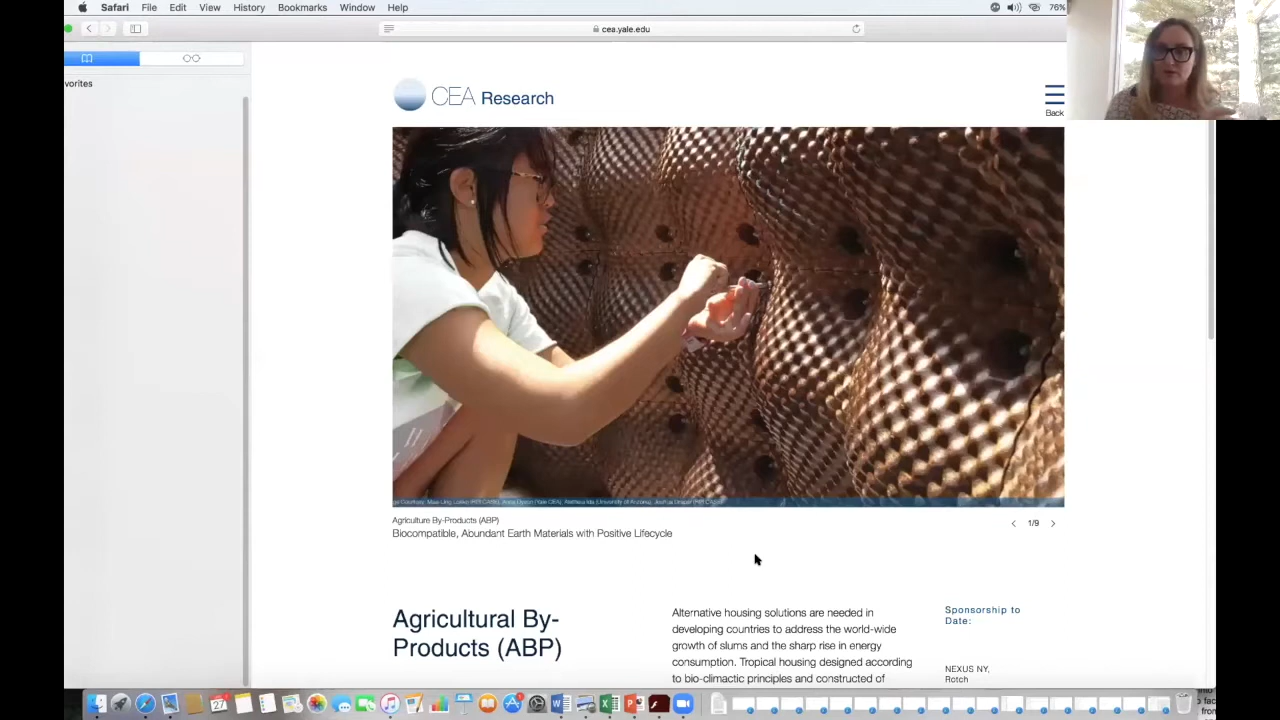 Safari File Edit View History Bookmarks Window Help
76%
cea.yale.edu
vorites
CEA Research
Back
Agriculture By-Products (ABP)
Biocompatible, Abundant Earth Materials with Positive Lifecycle
1/9
Agricultural By-
Products (ABP)
Alternative housing solutions are needed in
developing countries to address the world-wide
growth of slums and the sharp rise in energy
consumption. Tropical housing designed according
to bio-climactic principles and constructed of
Sponsorship to
Date:
NEXUS NY,
Rotch
27